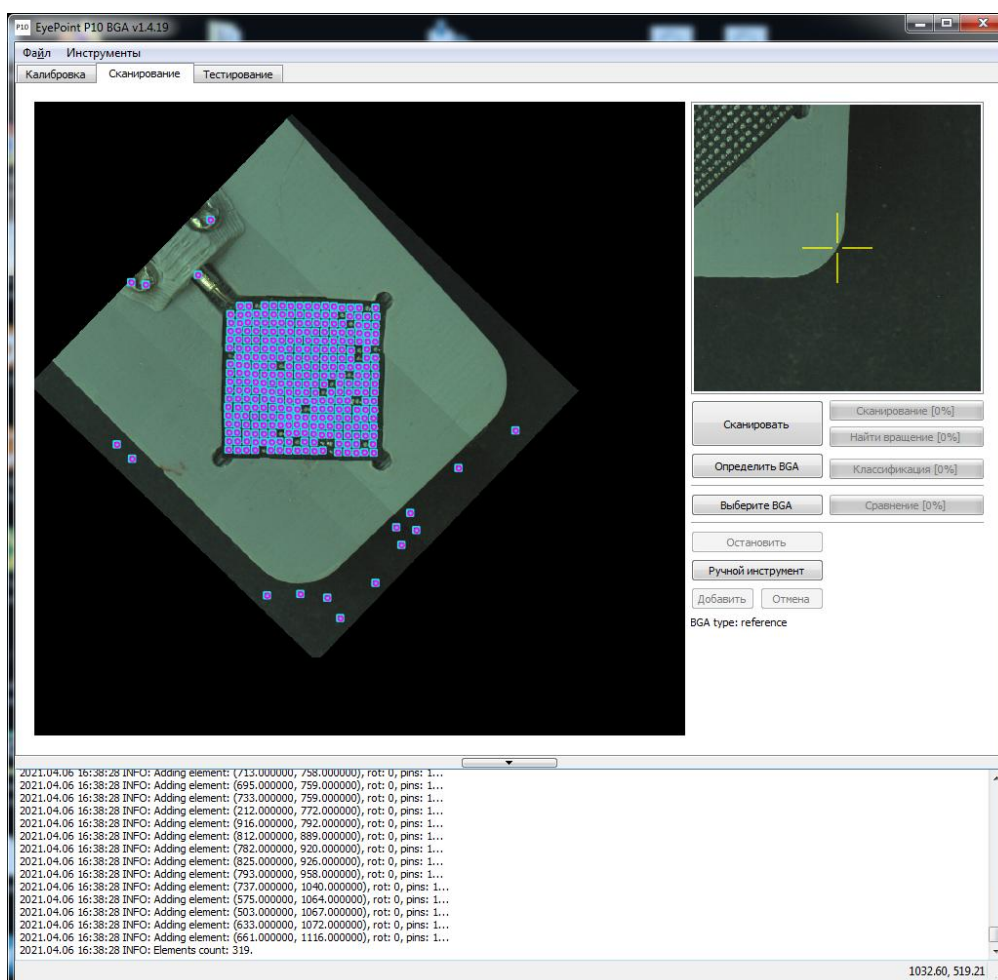 P10 EyePoint P10 BGA v1.4.19
Файл Инструменты
Калибровка Сканирование Тестирование
Сканировать
Сканирование [0%]
Найти вращение [0%]
Определить BGA
Классификация [0%]
Выберите BGA
Сравнение [0%]
Остановить
Ручной инструмент
Добавить Отмена
BGA type: reference
2021.04.06 16:38:28 INFO: Adding element: (713.000000, 758.000000), rot: 0, pins: 1...
2021.04.06 16:38:28 INFO: Adding element: (695.000000, 759.000000), rot: 0, pins: 1...
2021.04.06 16:38:28 INFO: Adding element: (733.000000, 759.000000), rot: 0, pins: 1...
2021.04.06 16:38:28 INFO: Adding element: (212.000000, 772.000000), rot: 0, pins: 1...
2021.04.06 16:38:28 INFO: Adding element: (916.000000, 792.000000), rot: 0, pins: 1...
2021.04.06 16:38:28 INFO: Adding element: (812.000000, 889.000000), rot: 0, pins: 1...
2021.04.06 16:38:28 INFO: Adding element: (782.000000, 920.000000), rot: 0, pins: 1...
2021.04.06 16:38:28 INFO: Adding element: (825.000000, 926.000000), rot: 0, pins: 1...
2021.04.06 16:38:28 INFO: Adding element: (793.000000, 958.000000), rot: 0, pins: 1...
2021.04.06 16:38:28 INFO: Adding element: (737.000000, 1040.000000), rot: 0, pins: 1...
2021.04.06 16:38:28 INFO: Adding element: (575.000000, 1064.000000), rot: 0, pins: 1...
2021.04.06 16:38:28 INFO: Adding element: (503.000000, 1067.000000), rot: 0, pins: 1...
2021.04.06 16:38:28 INFO: Adding element: (633.000000, 1072.000000), rot: 0, pins: 1...
2021.04.06 16:38:28 INFO: Adding element: (661.000000, 1116.000000), rot: 0, pins: 1...
2021.04.06 16:38:28 INFO: Elements count: 319.
1032.60, 519.21